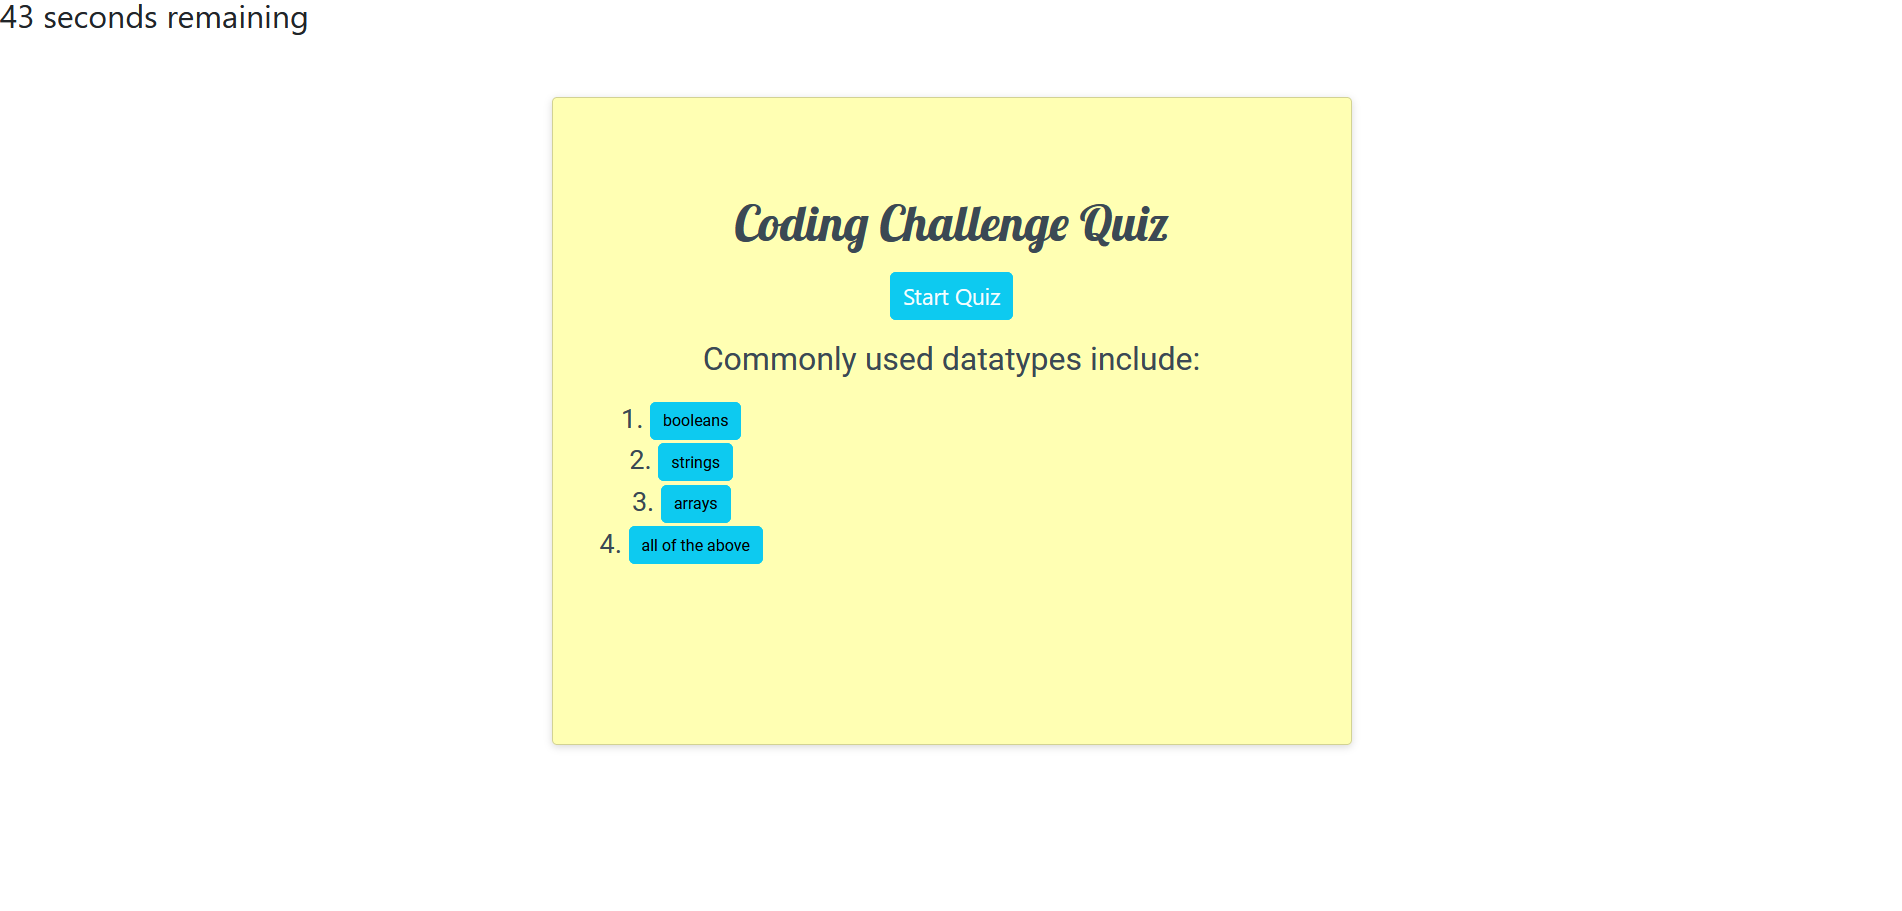 43 seconds remaining
Coding Challenge Quiz
Start Quiz
Commonly used datatypes include:
1. booleans
2. strings
3. arrays
4. all of the above